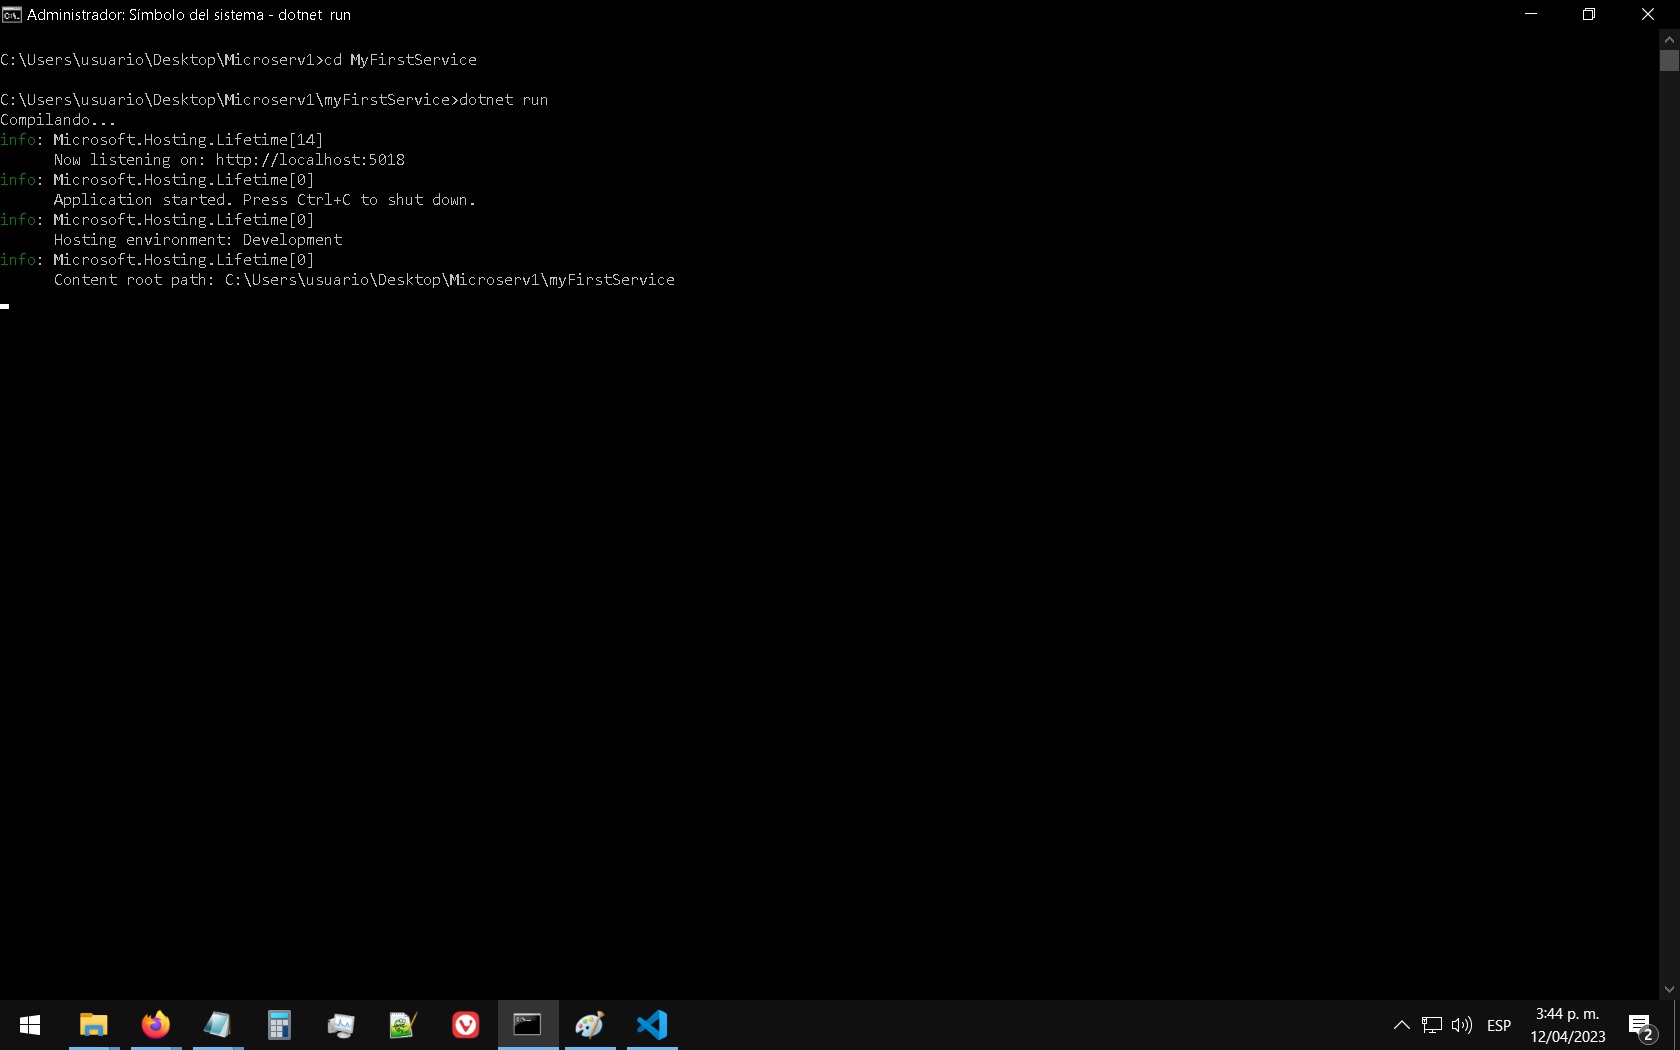 Administrador: Símbolo del sistema - dotnet  run
C:\Users\usuario\Desktop\Microserv1>cd MyFirstService
C:\Users\usuario\Desktop\Microserv1\myFirstService>dotnet run
Compilando...
info: Microsoft.Hosting.Lifetime[14]
      Now listening on: http://localhost:5018
info: Microsoft.Hosting.Lifetime[0]
      Application started. Press Ctrl+C to shut down.
info: Microsoft.Hosting.Lifetime[0]
      Hosting environment: Development
info: Microsoft.Hosting.Lifetime[0]
      Content root path: C:\Users\usuario\Desktop\Microserv1\myFirstService
ESP
3:44 p. m.
12/04/2023
2